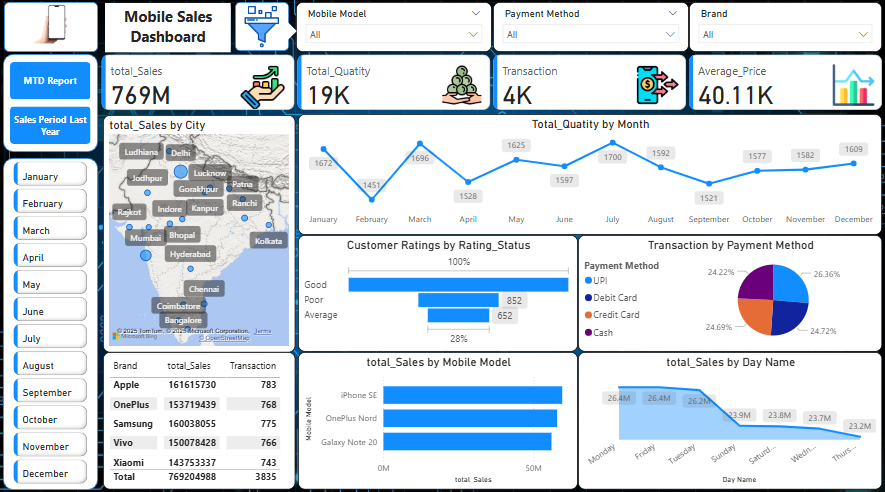 Mobile Sales
Dashboard
Mobile Model
All
Payment Method
All
Brand
All
MTD Report
Sales Period Last
Year
total_Sales
769M
Total_Quatity
19K
Transaction
4K
Average_Price
40.11K
January
February
March
April
May
June
July
August
September
October
November
December
total_Sales by City
Ludhiana
Delhi
Jodhpur
Lucknow
Gorakhpur
Patna
Rajkot
Indore
Kanpur
Ranchi
Mumbai
Bhopal
Kolkata
Hyderabad
Chennai
Coimbatore
Bangalore
© 2025 TomTom, © 2025 Microsoft Corporation, Terms
Microsoft Bing
© OpenStreetMap
Total_Quatity by Month
1672
1451
1696
1528
1625
1597
1700
1592
1521
1577
1582
1609
January
February
March
April
May
June
July
August
September
October
November
December
Customer Ratings by Rating_Status
100%
Good
Poor
852
Average
652
28%
Transaction by Payment Method
Payment Method
UPI
Debit Card
Credit Card
Cash
24.22%
26.36%
24.69%
24.72%
Brand total_Sales Transaction
Apple 161615730 783
OnePlus 153719439 768
Samsung 160038055 775
Vivo 150078428 766
Xiaomi 143753337 743
Total 769204988 3835
total_Sales by Mobile Model
Mobile Model
iPhone SE
OnePlus Nord
Galaxy Note 20
0M
50M
total_Sales
total_Sales by Day Name
26.4M
26.4M
26.2M
23.9M
23.8M
23.7M
23.2M
Monday
Friday
Tuesday
Sunday
Saturd...
Wedn...
Thurs...
Day Name